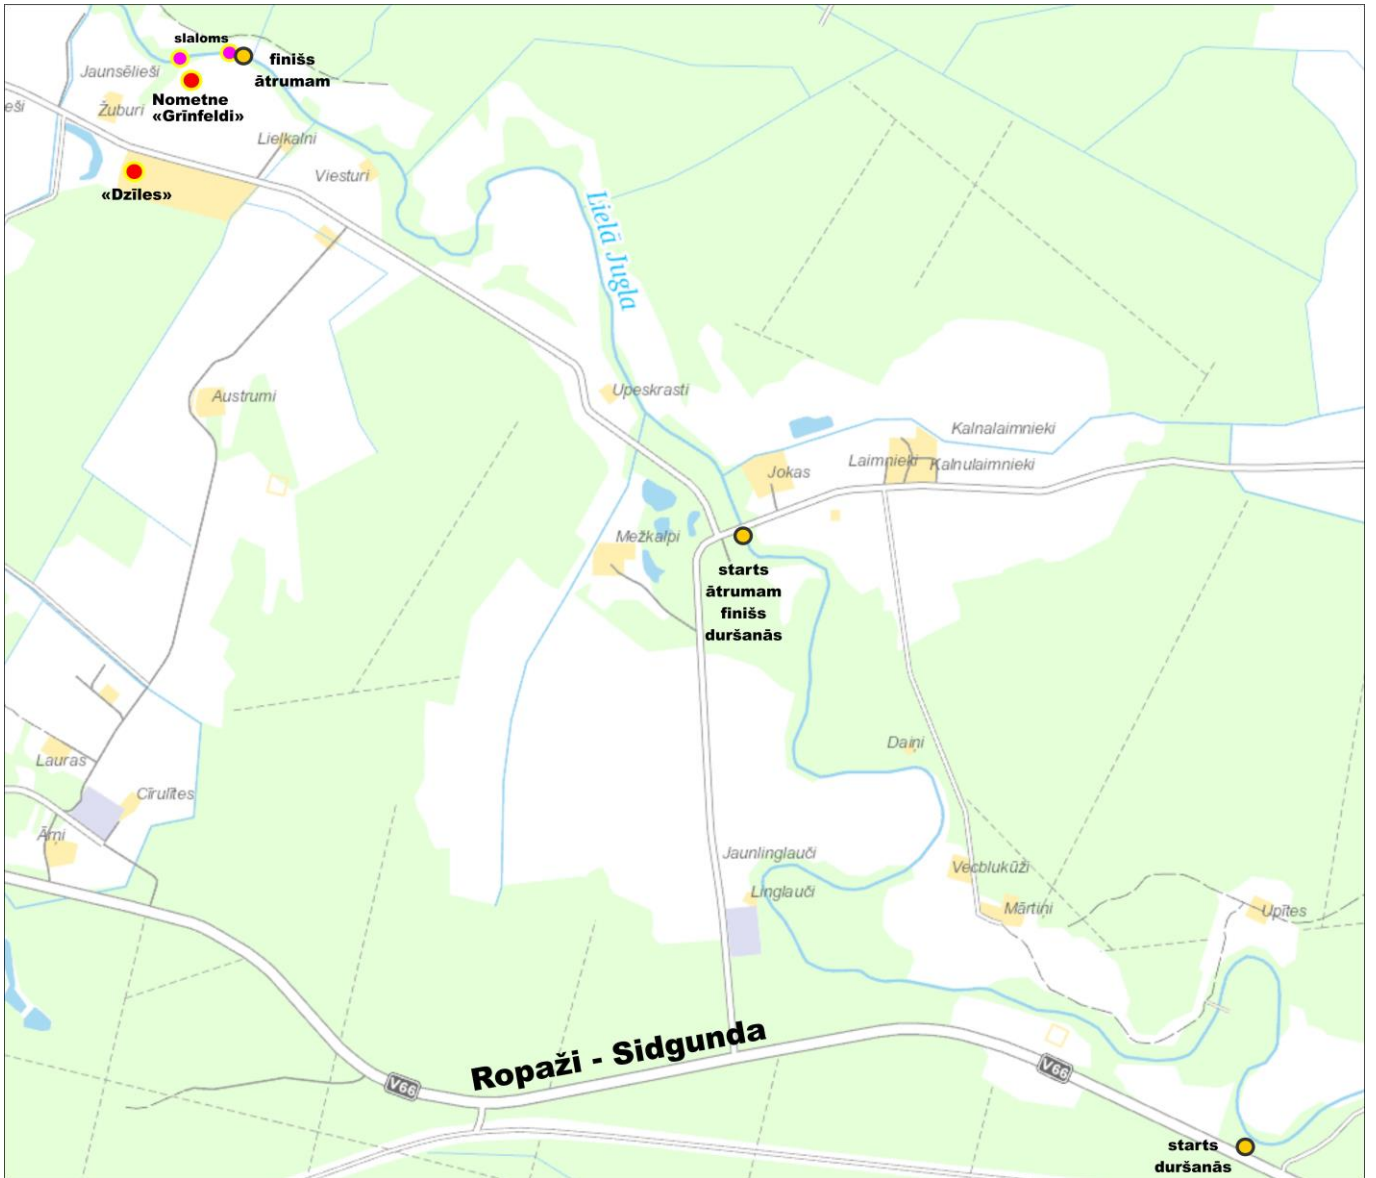 slaloms
finišs
ātrumam
Jaunsēlieši
Nometne
«Grīnfeldi»
eši
Žuburi
Lielkalni
Viesturi
«Dzīles»
Lielā Jugla
Upeskrasti
Austrumi
Kalnalaimnieki
Laimnieki
Kalnulaimnieki
Jokas
Mežkalpi
starts
ātrumam
finišs
duršanās
Daiņi
Lauras
Cīrulītes
Āmi
Jaunlinglauči
Linglauči
Vecblukūži
Mārtiņi
Upītes
Ropaži - Sidgunda
V66
V66
starts
duršanās